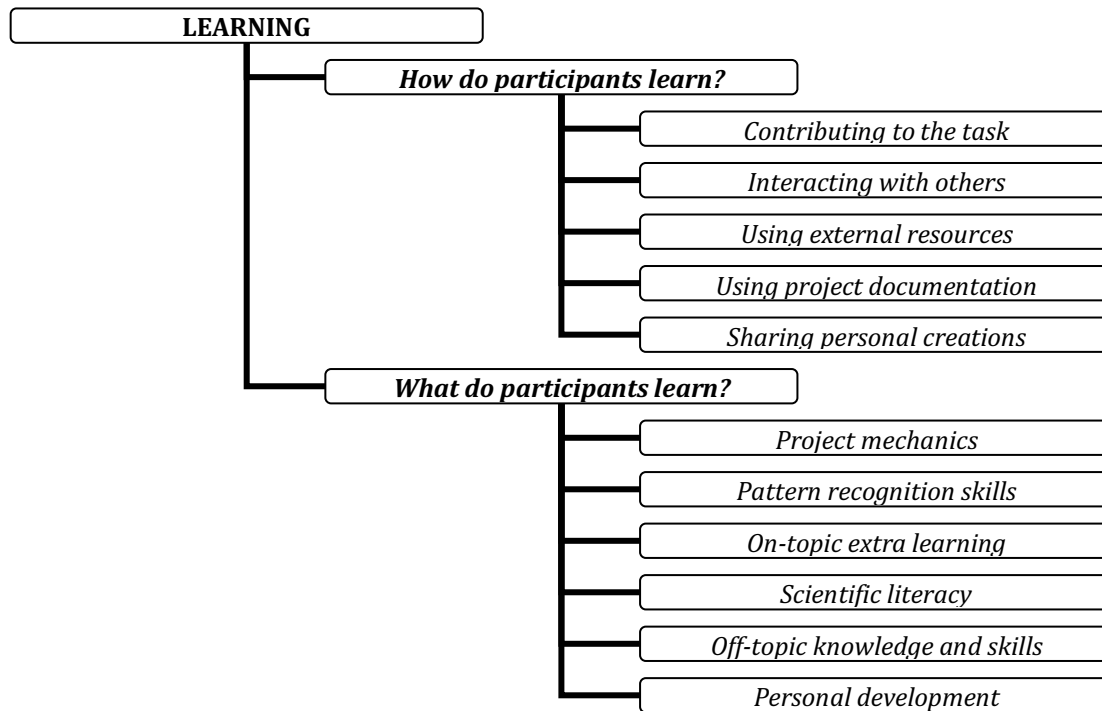 LEARNING
How do participants learn?
Contributing to the task
Interacting with others
Using external resources
Using project documentation
Sharing personal creations
What do participants learn?
Project mechanics
Pattern recognition skills
On-topic extra learning
Scientific literacy
Off-topic knowledge and skills
Personal development